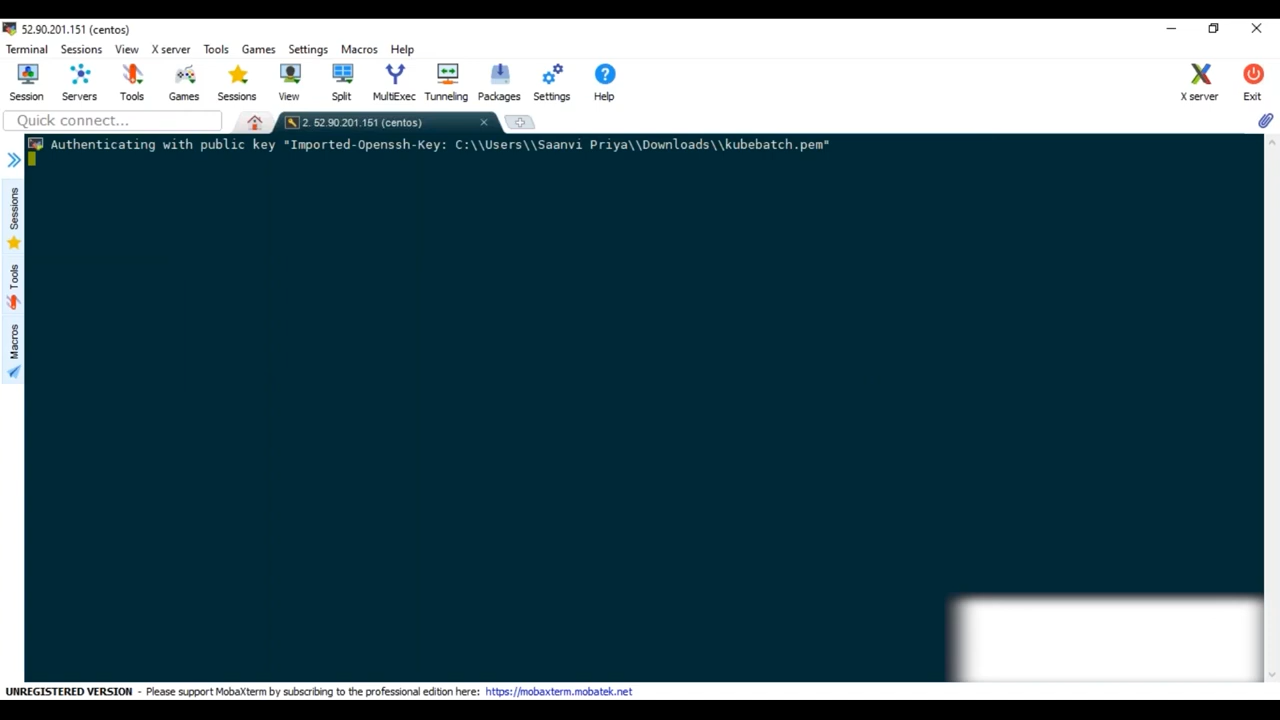 52.90.201.151 (centos)
Terminal Sessions View X server Tools Games Settings Macros Help
Session Servers Tools Games Sessions View Split MultiExec Tunneling Packages Settings Help X server Exit
Quick connect... 2. 52.90.201.151 (centos)
Authenticating with public key "Imported-Openssh-Key: C:\\Users\\Saanvi Priya\\Downloads\\kubebatch.pem"
Sessions
Tools
Macros
UNREGISTERED VERSION - Please support MobaXterm by subscribing to the professional edition here: https://mobaxterm.mobatek.net